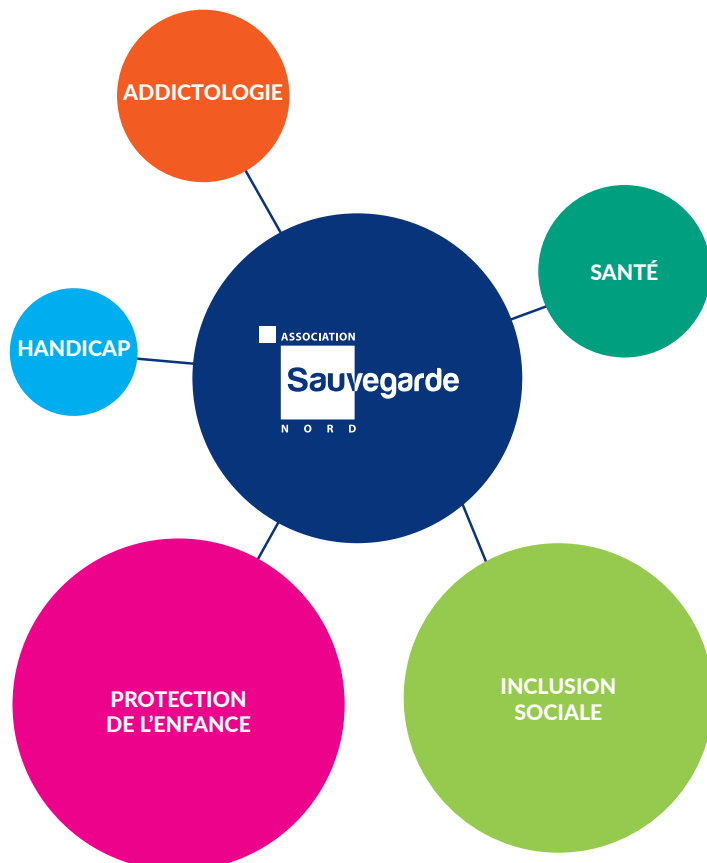 ADDICTOLOGIE
SANTÉ
HANDICAP
ASSOCIATION
Sauvegarde
NORD
PROTECTION
DE L'ENFANCE
INCLUSION
SOCIALE